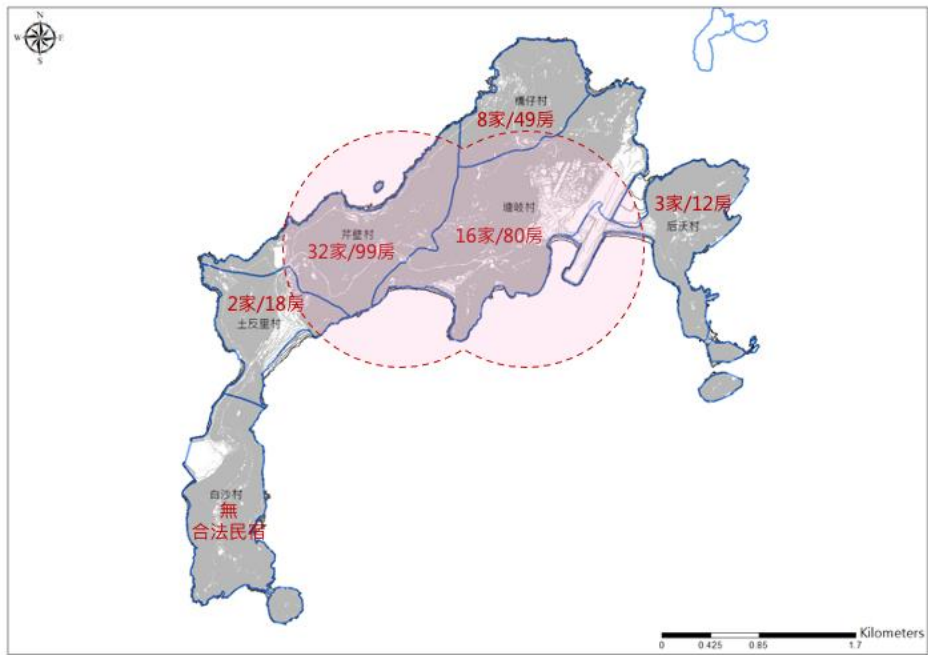 N
W
E
S
橋仔村
8家/49房
塘岐村
16家/80房
3家/12房
后沃村
芹壁村
32家/99房
2家/18房
土反里村
白沙村
無
合法民宿
Kilometers
0 0.425 0.85 1.7